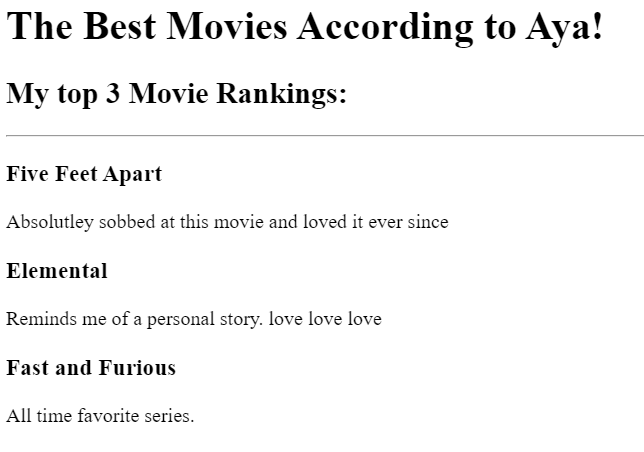 The Best Movies According to Aya!
My top 3 Movie Rankings:
Five Feet Apart
Absolutley sobbed at this movie and loved it ever since
Elemental
Reminds me of a personal story. love love love
Fast and Furious
All time favorite series.